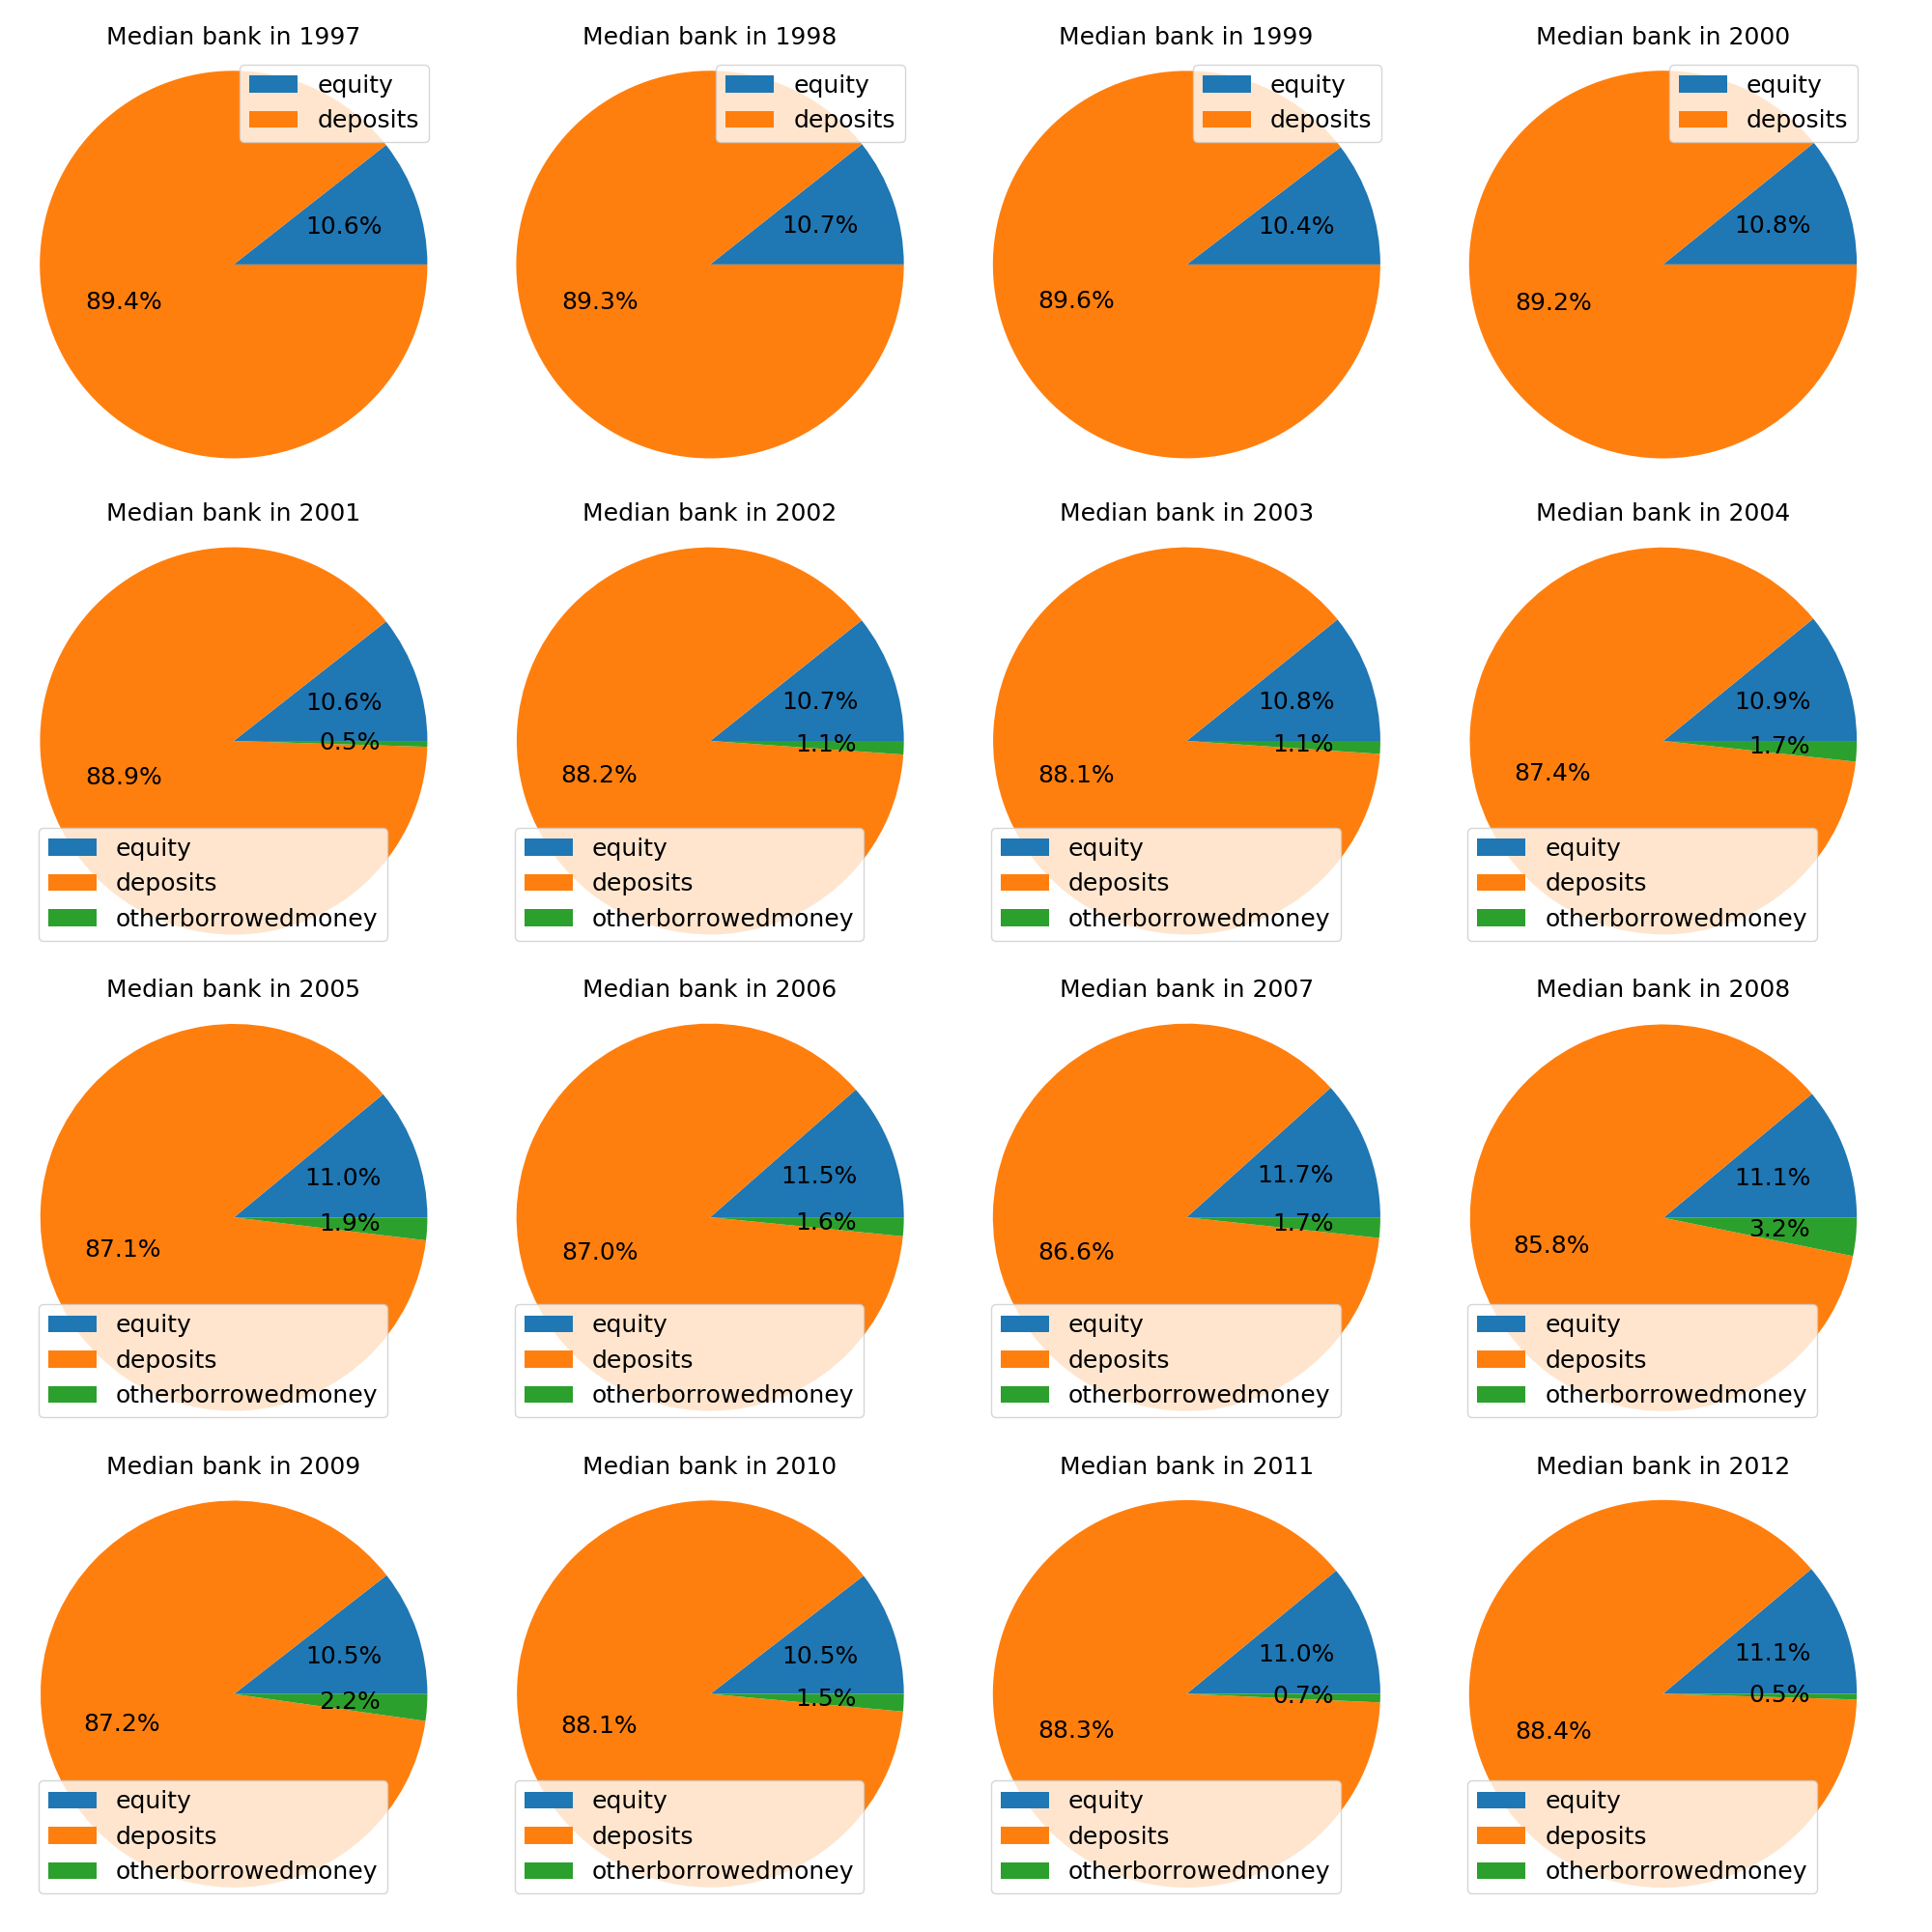 Median bank in 1997
equity
deposits
10.6%
89.4%
Median bank in 1998
equity
deposits
10.7%
89.3%
Median bank in 1999
equity
deposits
10.4%
89.6%
Median bank in 2000
equity
deposits
10.8%
89.2%
Median bank in 2001
10.6%
0.5%
88.9%
equity
deposits
otherborrowedmoney
Median bank in 2002
10.7%
1.1%
88.2%
equity
deposits
otherborrowedmoney
Median bank in 2003
10.8%
1.1%
88.1%
equity
deposits
otherborrowedmoney
Median bank in 2004
10.9%
1.7%
87.4%
equity
deposits
otherborrowedmoney
Median bank in 2005
11.0%
1.9%
87.1%
equity
deposits
otherborrowedmoney
Median bank in 2006
11.5%
1.6%
87.0%
equity
deposits
otherborrowedmoney
Median bank in 2007
11.7%
1.7%
86.6%
equity
deposits
otherborrowedmoney
Median bank in 2008
11.1%
3.2%
85.8%
equity
deposits
otherborrowedmoney
Median bank in 2009
10.5%
2.2%
87.2%
equity
deposits
otherborrowedmoney
Median bank in 2010
10.5%
1.5%
88.1%
equity
deposits
otherborrowedmoney
Median bank in 2011
11.0%
0.7%
88.3%
equity
deposits
otherborrowedmoney
Median bank in 2012
11.1%
0.5%
88.4%
equity
deposits
otherborrowedmoney